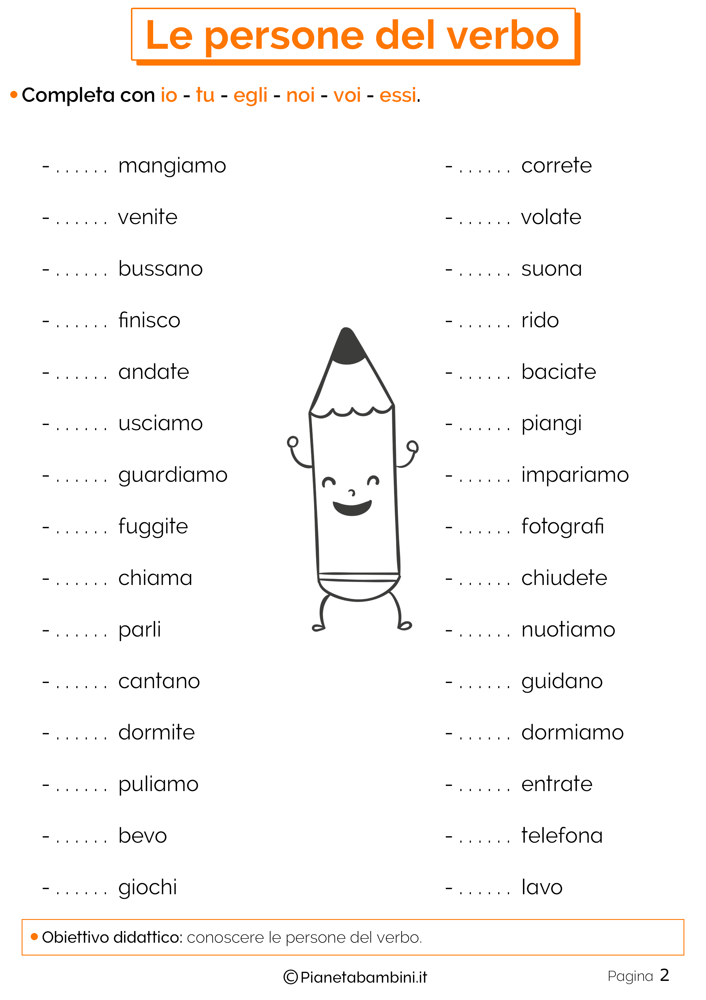 Le persone del verbo
Completa con io - tu - egli - noi - voi - essi.
- . . . . . . mangiamo
- . . . . . . venite
- . . . . . . bussano
- . . . . . . finisco
- . . . . . . andate
- . . . . . . usciamo
- . . . . . . guardiamo
- . . . . . . fuggite
- . . . . . . chiama
- . . . . . . parli
- . . . . . . cantano
- . . . . . . dormite
- . . . . . . puliamo
- . . . . . . bevo
- . . . . . . giochi
- . . . . . . correte
- . . . . . . volate
- . . . . . . suona
- . . . . . . rido
- . . . . . . baciate
- . . . . . . piangi
- . . . . . . impariamo
- . . . . . . fotografi
- . . . . . . chiudete
- . . . . . . nuotiamo
- . . . . . . guidano
- . . . . . . dormiamo
- . . . . . . entrate
- . . . . . . telefona
- . . . . . . lavo
Obiettivo didattico: conoscere le persone del verbo.
©Pianetabambini.it
Pagina 2